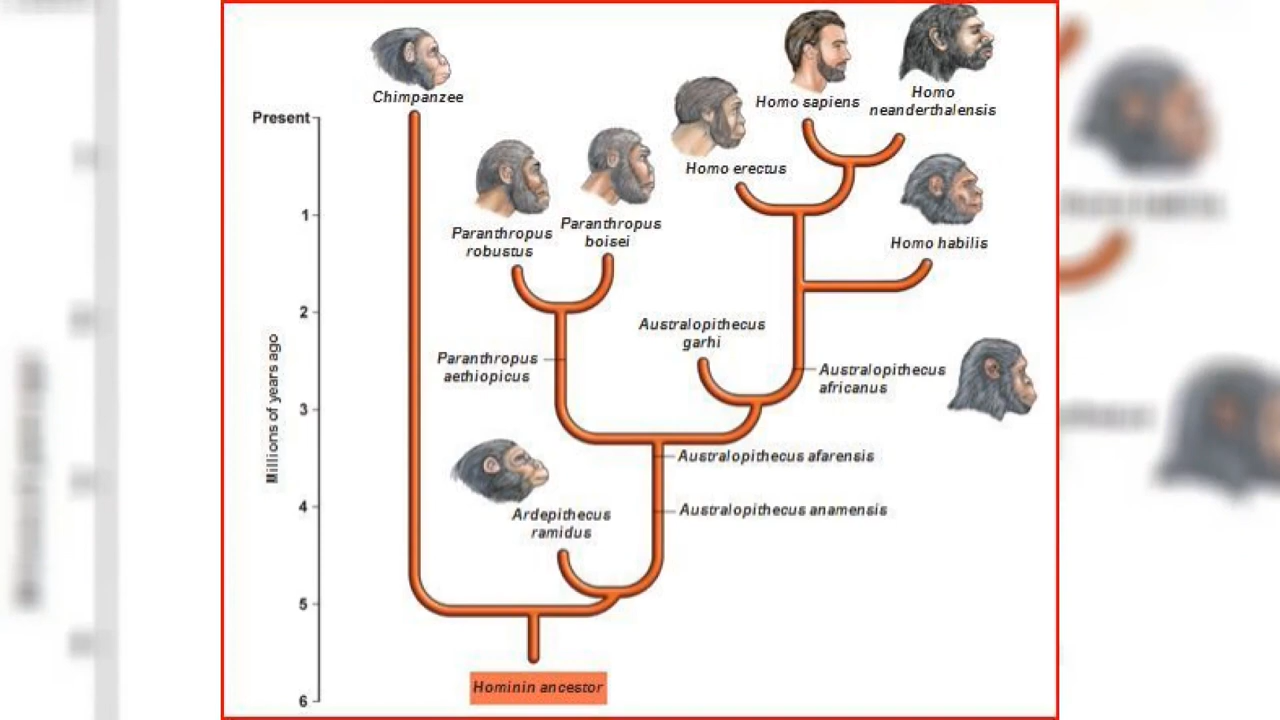 Chimpanzee
Homo sapiens
Homo
neanderthalensis
Present
Homo erectus
1
Paranthropus
robustus
Paranthropus
boisei
Homo habilis
2
Australopithecus
garhi
Paranthropus
aethiopicus
Australopithecus
africanus
Millions of years ago
3
Australopithecus afarensis
4
Ardepithecus
ramidus
Australopithecus anamensis
5
Hominin ancestor
6